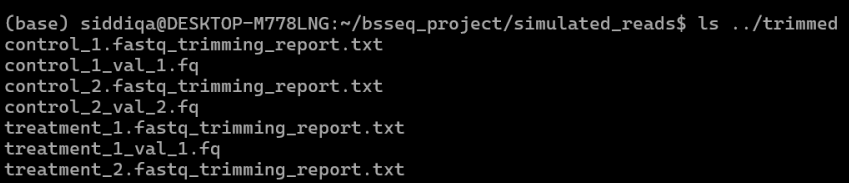 (base) siddiqa@DESKTOP-M778LNG:~/bsseq_project/simulated_reads$ ls ../trimmed
control_1.fastq_trimming_report.txt
control_1_val_1.fq
control_2.fastq_trimming_report.txt
control_2_val_2.fq
treatment_1.fastq_trimming_report.txt
treatment_1_val_1.fq
treatment_2.fastq_trimming_report.txt